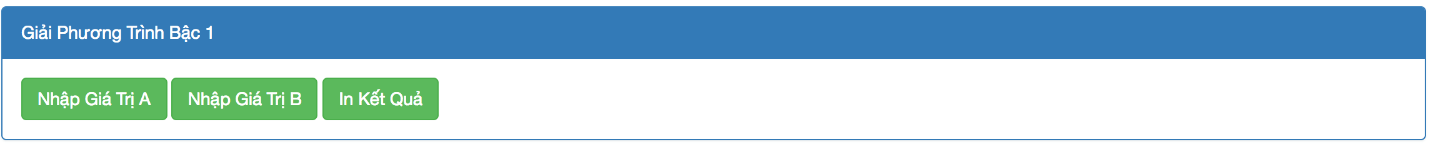 Giải Phương Trình Bậc 1
Nhập Giá Trị A Nhập Giá Trị B In Kết Quả